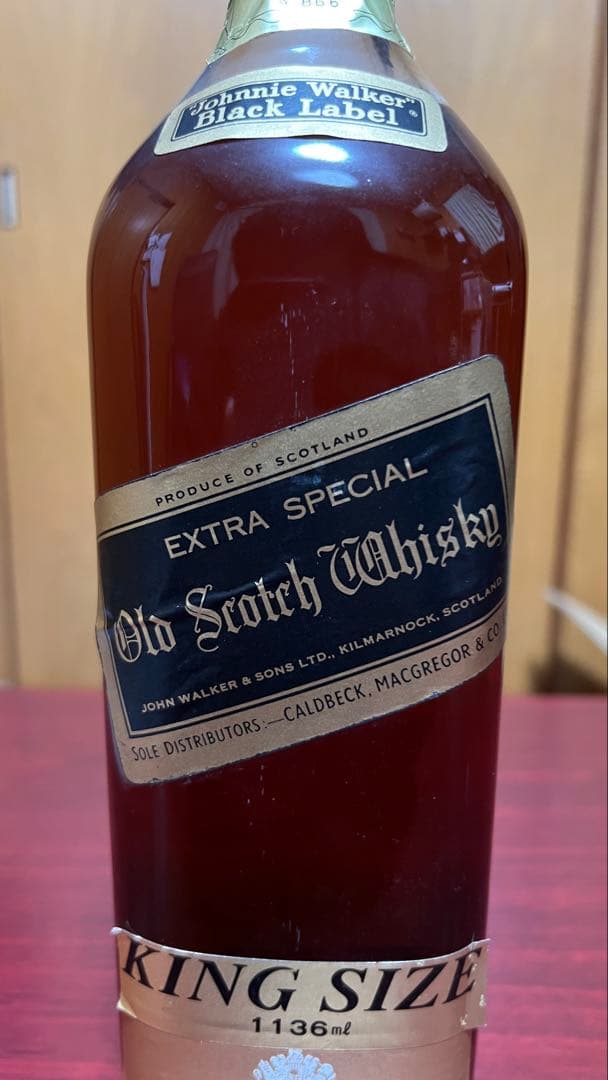 "Johnnie Walker"
Black Label ®
PRODUCE OF SCOTLAND
EXTRA SPECIAL
Old Scotch Whisky
JOHN WALKER & SONS LTD., KILMARNOCK, SCOTLAND
SOLE DISTRIBUTORS:—CALDBECK, MACGREGOR & CO.
KING SIZE
1136ml